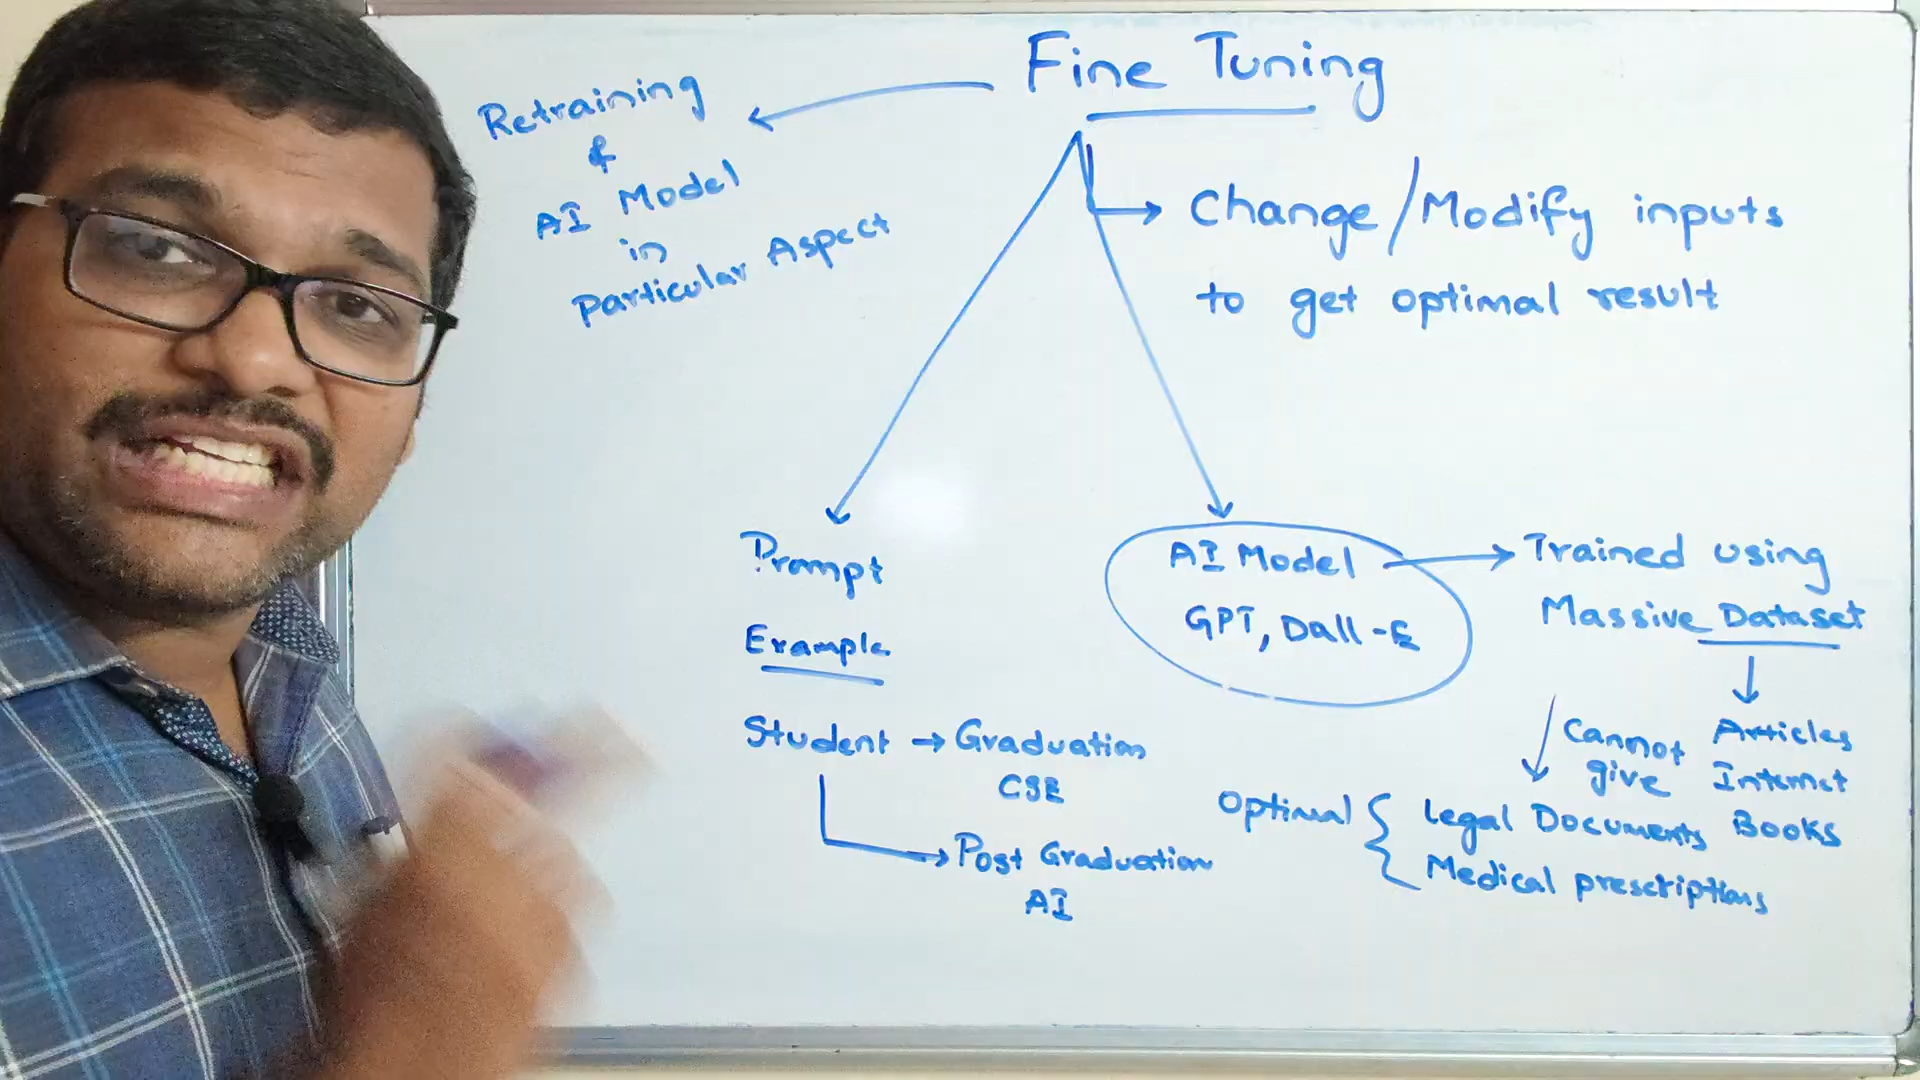 Fine Tuning
Retraining
&
AI Model
in
Particular Aspect
Change/Modify inputs
to get optimal result
Prompt
Example
Student → Graduation
CSE
Post Graduation
AI
AI Model
GPT, Dall-E
Trained using
Massive Dataset
Articles
Internet
Books
Cannot
give
Optimal
Legal Documents
Medical prescriptions